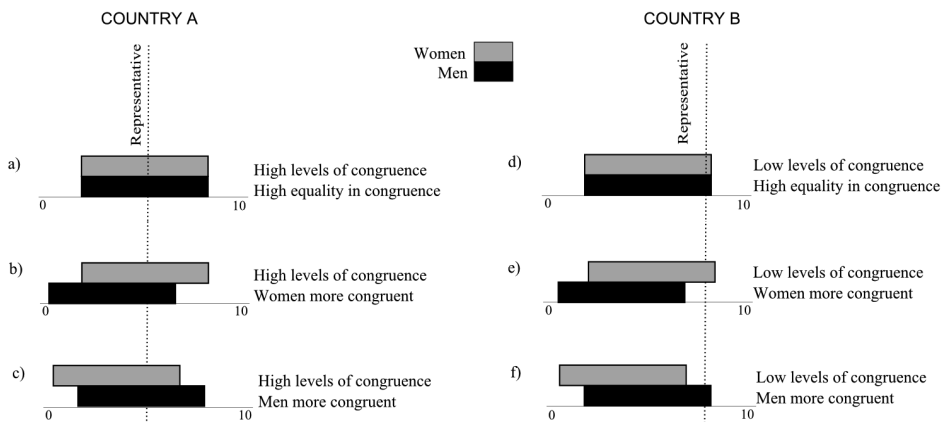 COUNTRY A
COUNTRY B
Women
Men
Representative
Representative
a)
High levels of congruence
High equality in congruence
0
10
d)
Low levels of congruence
High equality in congruence
0
10
b)
High levels of congruence
Women more congruent
0
10
e)
Low levels of congruence
Women more congruent
0
10
c)
High levels of congruence
Men more congruent
0
10
f)
Low levels of congruence
Men more congruent
0
10